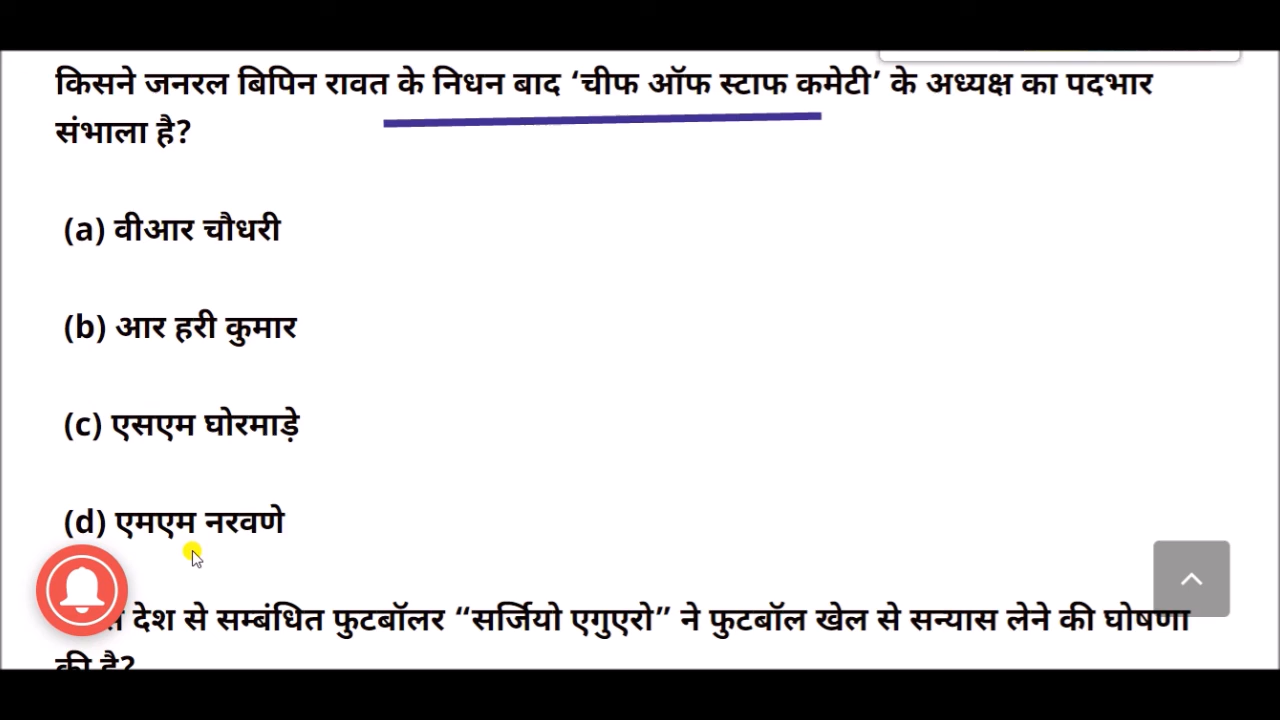 किसने जनरल बिपिन रावत के निधन बाद ‘चीफ ऑफ स्टाफ कमेटी’ के अध्यक्ष का पदभार
संभाला है?
(a) वीआर चौधरी
(b) आर हरी कुमार
(c) एसएम घोरमाड़े
(d) एमएम नरवणे
देश से सम्बंधित फुटबॉलर “सर्जियो एगुएरो” ने फुटबॉल खेल से सन्यास लेने की घोषणा
की है?